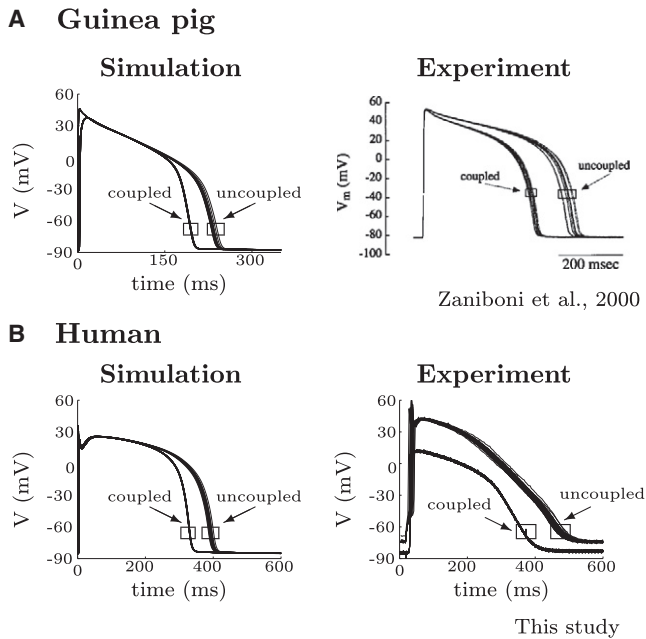 A Guinea pig
Simulation
60
30
0
-30
-60
-90
V (mV)
coupled
uncoupled
0
150
300
time (ms)
Experiment
60
40
20
0
-20
-40
-60
-80
-100
Vm (mV)
coupled
uncoupled
200 msec
Zaniboni et al., 2000
B Human
Simulation
60
30
0
-30
-60
-90
V (mV)
coupled
uncoupled
0
200
400
600
time (ms)
Experiment
60
30
0
-30
-60
-90
V (mV)
coupled
uncoupled
0
200
400
600
time (ms)
This study